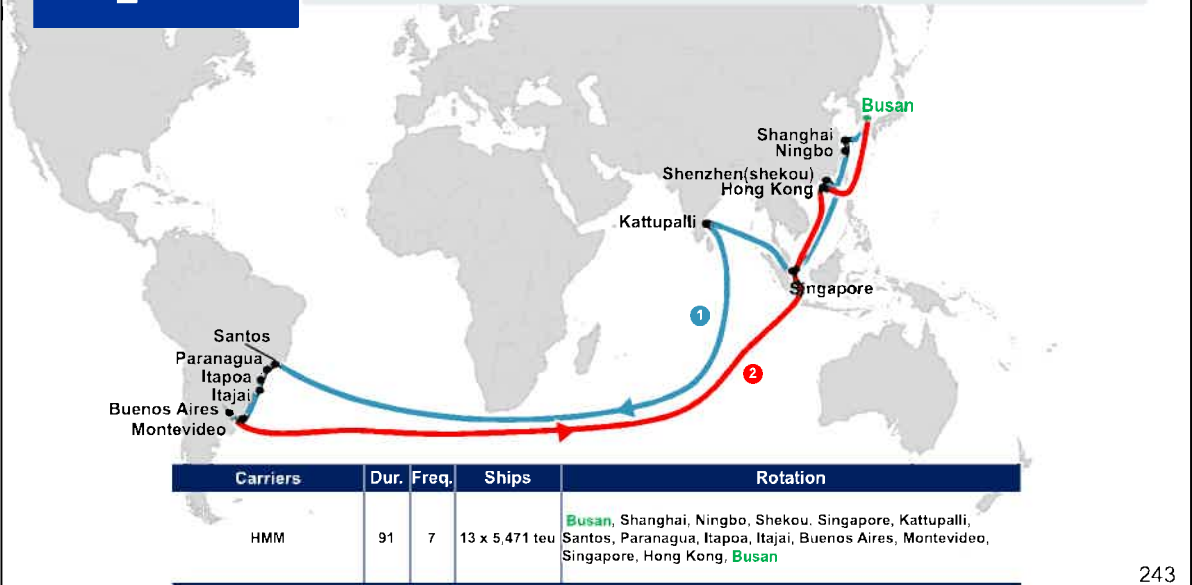 Busan
Shanghai
Ningbo
Shenzhen(shekou)
Hong Kong
Kattupalli
Singapore
1
Santos
2
Paranagua
Itapoa
Itajai
Buenos Aires
Montevideo
Carriers Dur. Freq. Ships Rotation
Busan, Shanghai, Ningbo, Shekou. Singapore, Kattupalli,
HMM 91 7 13 x 5,471 teu Santos, Paranagua, Itapoa, Itajai, Buenos Aires, Montevideo,
Singapore, Hong Kong, Busan
243